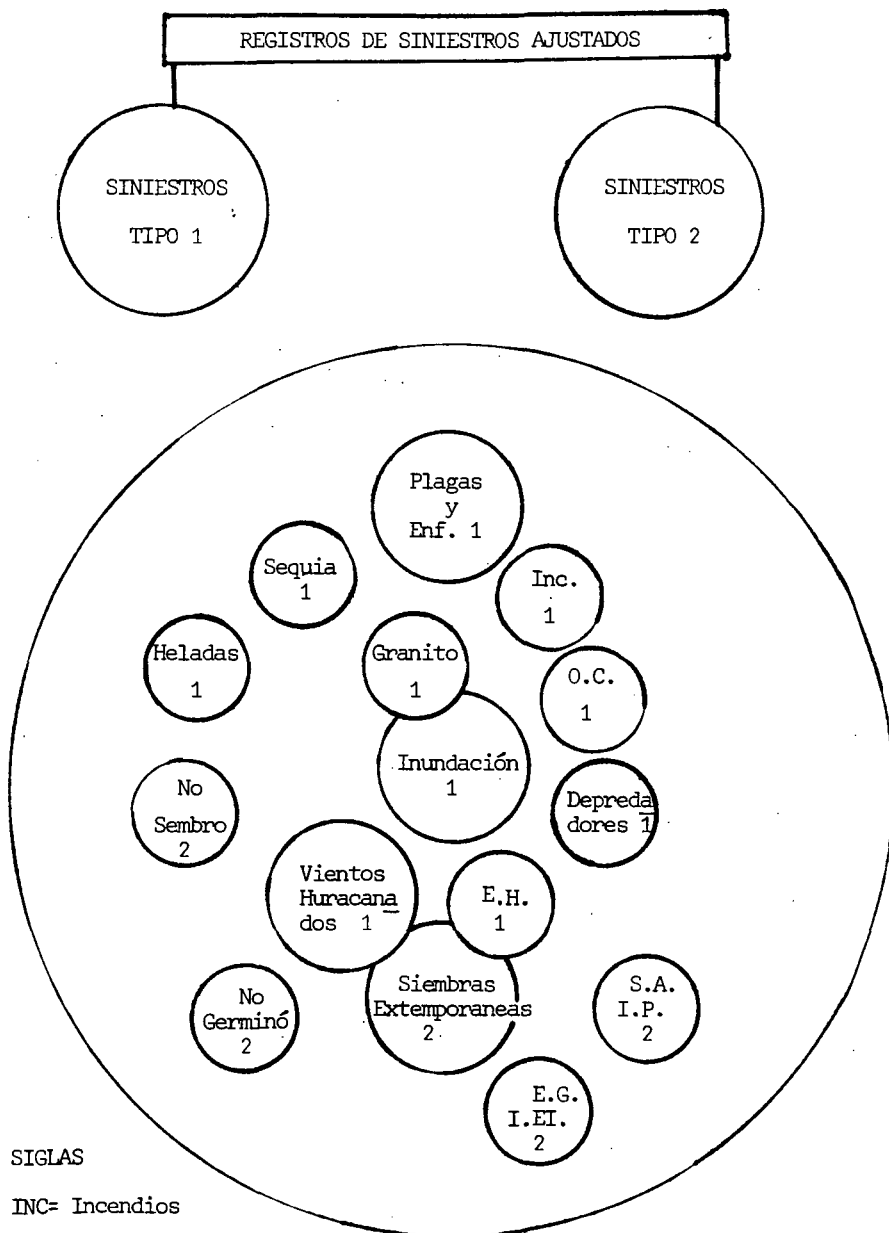 REGISTROS DE SINIESTROS AJUSTADOS
SINIESTROS
TIPO 1
SINIESTROS
TIPO 2
Plagas
y
Enf. 1
Sequia
1
Inc.
1
Heladas
1
Granito
1
O.C.
1
Inundación
1
No
Sembro
2
Depreda
dores 1
Vientos
Huracana
dos 1
E.H.
1
Siembras
Extemporaneas
2
No
Germinó
2
S.A.
I.P.
2
E.G.
I.EI.
2
SIGLAS
INC= Incendios